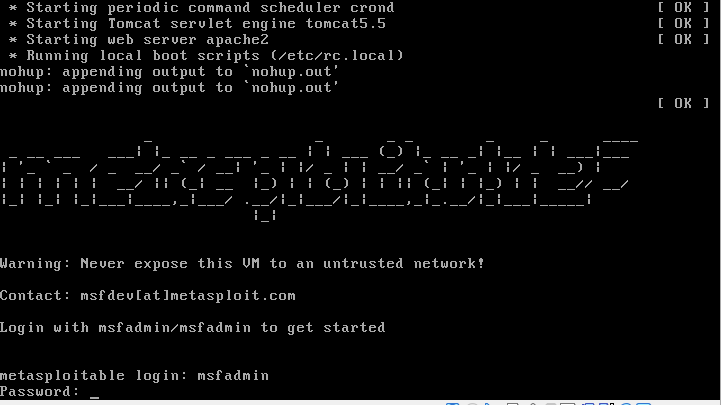 * Starting periodic command scheduler crond [ OK ]
* Starting Tomcat servlet engine tomcat5.5 [ OK ]
* Starting web server apache2 [ OK ]
* Running local boot scripts (/etc/rc.local)
nohup: appending output to `nohup.out'
nohup: appending output to `nohup.out'
[ OK ]
metasploitable2
Warning: Never expose this VM to an untrusted network!
Contact: msfdev[at]metasploit.com
Login with msfadmin/msfadmin to get started
metasploitable login: msfadmin
Password: _